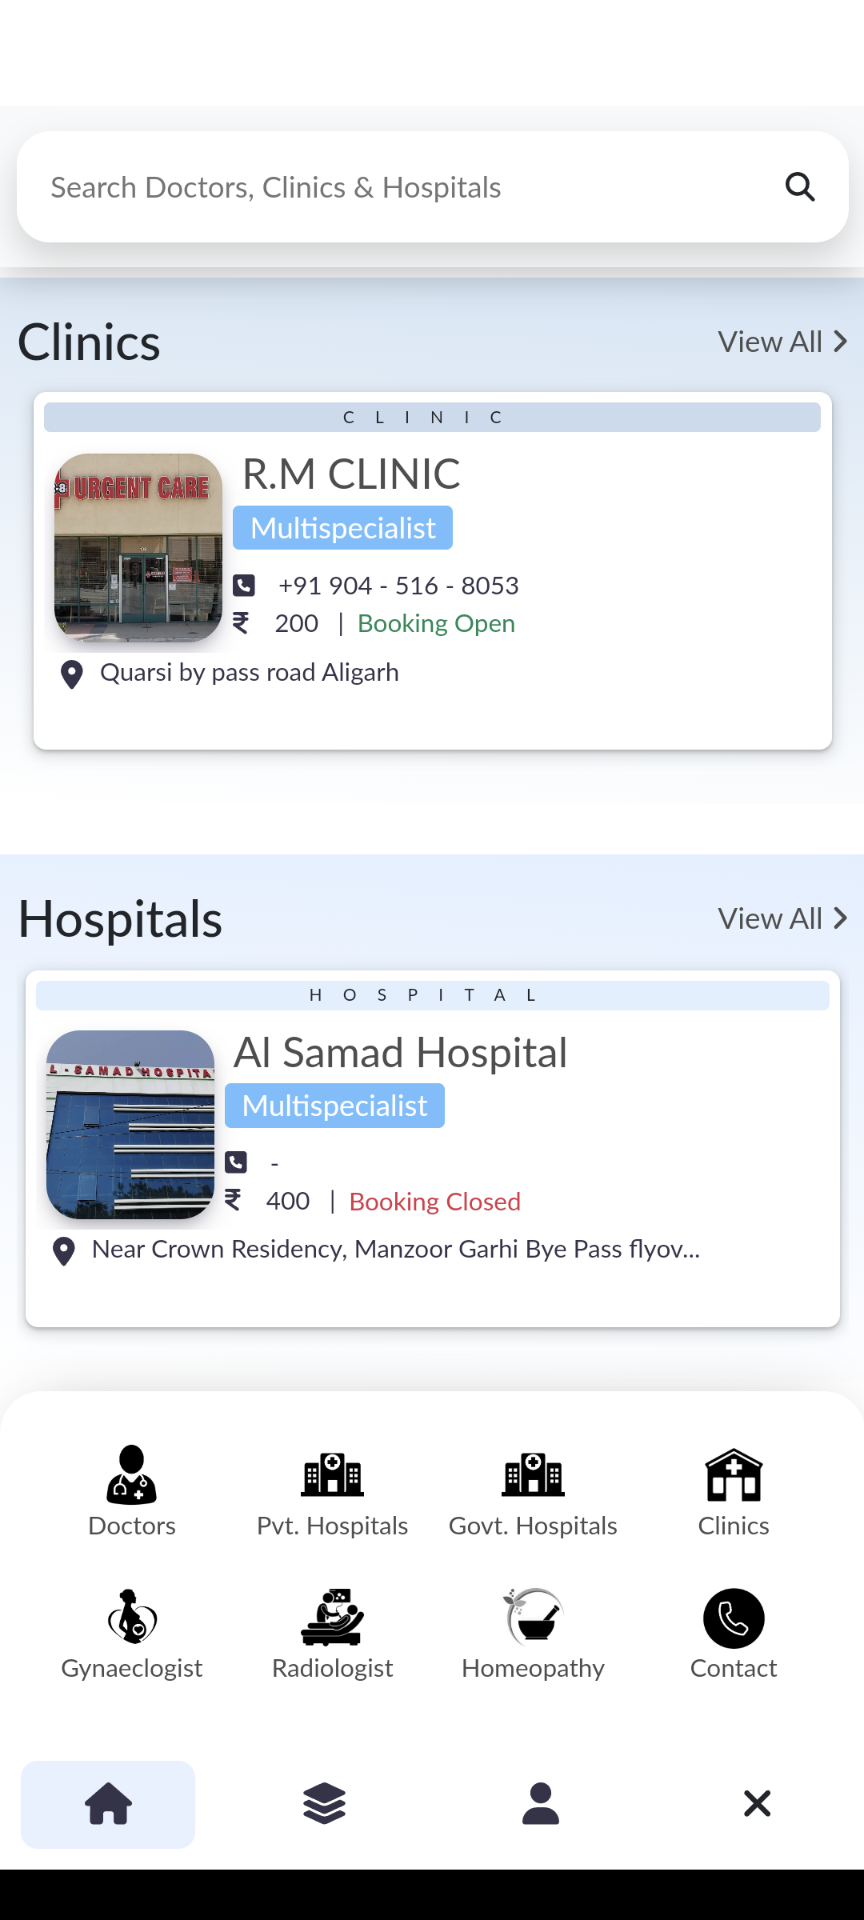 Search Doctors, Clinics & Hospitals
Clinics
View All
CLINIC
URGENT CARE
R.M CLINIC
Multispecialist
+91 904 - 516 - 8053
₹ 200 | Booking Open
Quarsi by pass road Aligarh
Hospitals
View All
HOSPITAL
L - SAMAD HOSPITA
Al Samad Hospital
Multispecialist
-
₹ 400 | Booking Closed
Near Crown Residency, Manzoor Garhi Bye Pass flyov...
Doctors Pvt. Hospitals Govt. Hospitals Clinics
Gynaeclogist Radiologist Homeopathy Contact